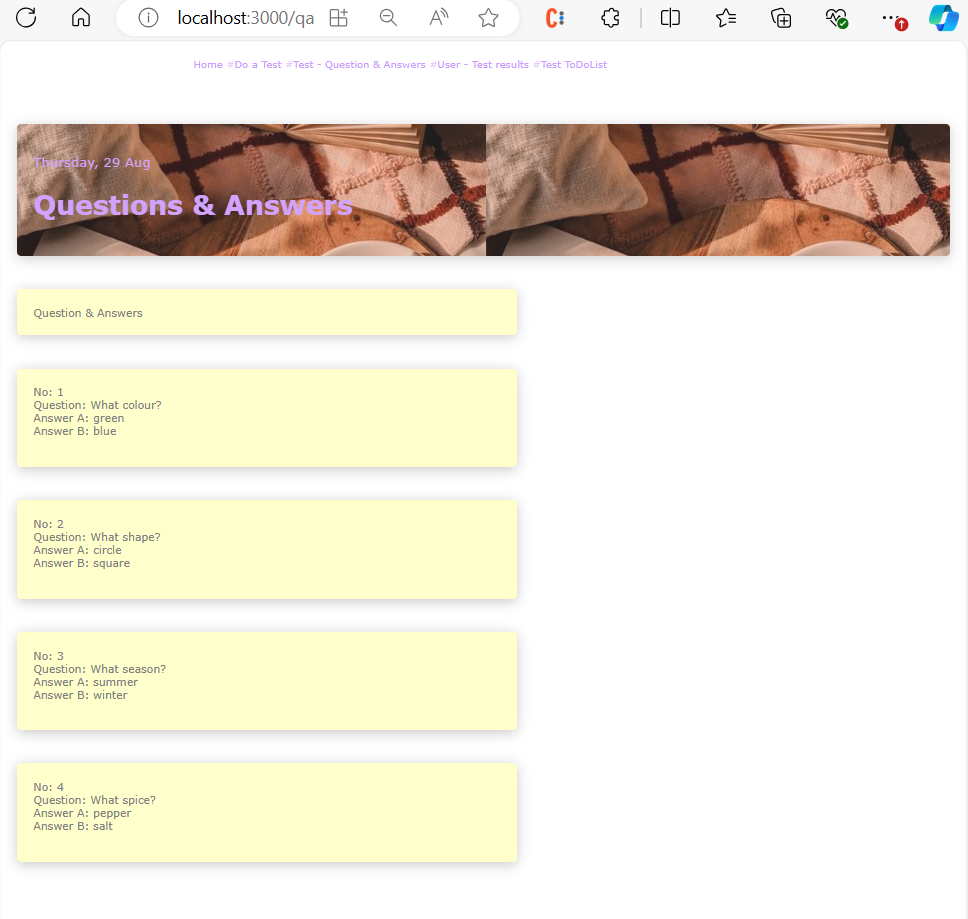 localhost:3000/qa
Home #Do a Test #Test - Question & Answers #User - Test results #Test ToDoList
Thursday, 29 Aug
Questions & Answers
Question & Answers
No: 1
Question: What colour?
Answer A: green
Answer B: blue
No: 2
Question: What shape?
Answer A: circle
Answer B: square
No: 3
Question: What season?
Answer A: summer
Answer B: winter
No: 4
Question: What spice?
Answer A: pepper
Answer B: salt